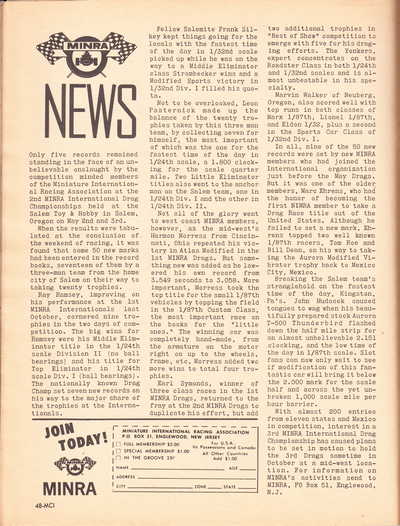 MINRA
NEWS
Only five records remained
standing in the face of an un-
believable onslaught by the
competition minded members
of the Miniature Internation-
al Racing Association at the
2nd MINRA International Drag
Championships held at the
Salem Toy & Hobby in Salem,
Oregon on May 2nd and 3rd.
When the results were tabu-
lated at the conclusion of
the weekend of racing, it was
found that some 50 new marks
had been entered in the record
books, seventeen of them by a
three-man team from the home
city of Salem on their way to
taking twenty trophies.
Ray Romsey, improving on
his performance at the 1st
MINRA Internationals last
October, cornered nine tro-
phies in the two days of com-
petition. The big wins for
Romsey were his Middle Elim-
inator title in the 1/24th
scale Division II (no ball
bearings) and his title for
Top Eliminator in 1/24th
scale Div. I (ball bearings).
The nationally known Drag
Champ set seven new records on
his way to the major share of
the trophies at the Interna-
tionals.
Fellow Salemite Frank Sil-
key kept things going for the
locals with the fastest time
of the day in 1/32nd scale
picked up while he was on the
way to a Middle Eliminator
class Strombecker wins and a
Modified Sports victory in
1/32nd Div. I filled his quo-
ta.
Not to be overlooked, Leon
Pasternick made up the
balance of the twenty tro-
phies taken by this three man
team, by collecting seven for
himself, the most important
of which was the one for the
fastest time of the day in
1/24th scale, a 1.800 clock-
ing for the scale quarter
mile. Two Little Eliminator
titles also went to the anchor
man on the Salem team, one in
1/24th Div. I and the other in
1/24th Div. II.
Not all of the glory went
to west coast MINRA members,
however, as the mid-west's
Harmon Norress from Cincin-
nati, Ohio repeated his vic-
tory in Atlas Modified in the
1st MINRA Drags. But some-
thing new was added as he low-
ered his own record from
3.549 seconds to 3.058. More
important, Norress took the
top title for the small 1/87th
vehicles by topping the field
in the 1/87th Custom Class,
the most important race on
the books for the "little
ones." The winning car was
completely hand-made, from
the armature on the motor
right on up to the wheels,
frame, etc. Norress added two
more wins to total four tro-
phies.
Earl Symonds, winner of
three class races in the 1st
MINRA Drags, returned to the
fray at the 2nd MINRA Drags to
duplicate his effort, but add
two additional trophies in
"Best of Show" competition to
emerge with five for his drag-
ing efforts. The Yonkers,
expert concentrates on the
Roadster Class in both 1/24th
and 1/32nd scales and is al-
most unbeatable in his spe-
cialty.
Marvin Walker of Neuberg,
Oregon, also scored well with
top runs in both classes of
Marx 1/87th, Lionel 1/87th,
and Eldon 1/32, plus a second
in the Sports Car Class of
1/32nd Div. I.
In all, nine of the 50 new
records were set by new MINRA
members who had joined the
International organization
just before the May Drags.
But it was one of the older
members, Marc Ehrens, who had
the honor of becoming the
first MINRA member to take a
Drag Race title out of the
United States. Although he
failed to set a new mark, Eh-
rens topped two well known
1/87th racers, Tom Roe and
Bill Dean, on his way to tak-
ing the Aurora Modified Vi-
brator trophy back to Mexico
City, Mexico.
Breaking the Salem team's
stranglehold on the fastest
time of the day, Kingston,
Pa's. John Hudocek caused
tongues to wag when his beau-
tifully prepared stock Aurora
T-500 Thunderbird flashed
down the half mile strip for
an almost unbelievable 2.151
clocking, and the low time of
the day in 1/87th scale. Slot
fans can now only wait to see
if modification of this fan-
tastic car will bring it below
the 2.000 mark for the scale
half and across the yet un-
broken 1,000 scale mile per
hour barrier.
With almost 200 entries
from eleven states and Mexico
in competition, interest in a
3rd MINRA International Drag
Championship has caused plans
to be set in motion to hold
the 3rd Drags sometime in
October at a mid-west loca-
tion. For information on
MINRA's activities send to
MINRA, PO Box 51, Englewood,
N.J.
JOIN
TODAY!
MINRA
MINIATURE INTERNATIONAL RACING ASSOCIATION
P.O. BOX 51, ENGLEWOOD, NEW JERSEY
FULL MEMBERSHIP $2.00
SPECIAL MEMBERSHIP $1.00
IN THE GROOVE 25¢
For U.S.A.
its Possessions and Canada:
All Other Countries
Add $1.00
NAME AGE
ADDRESS
CITY ZONE STATE
48-MCI